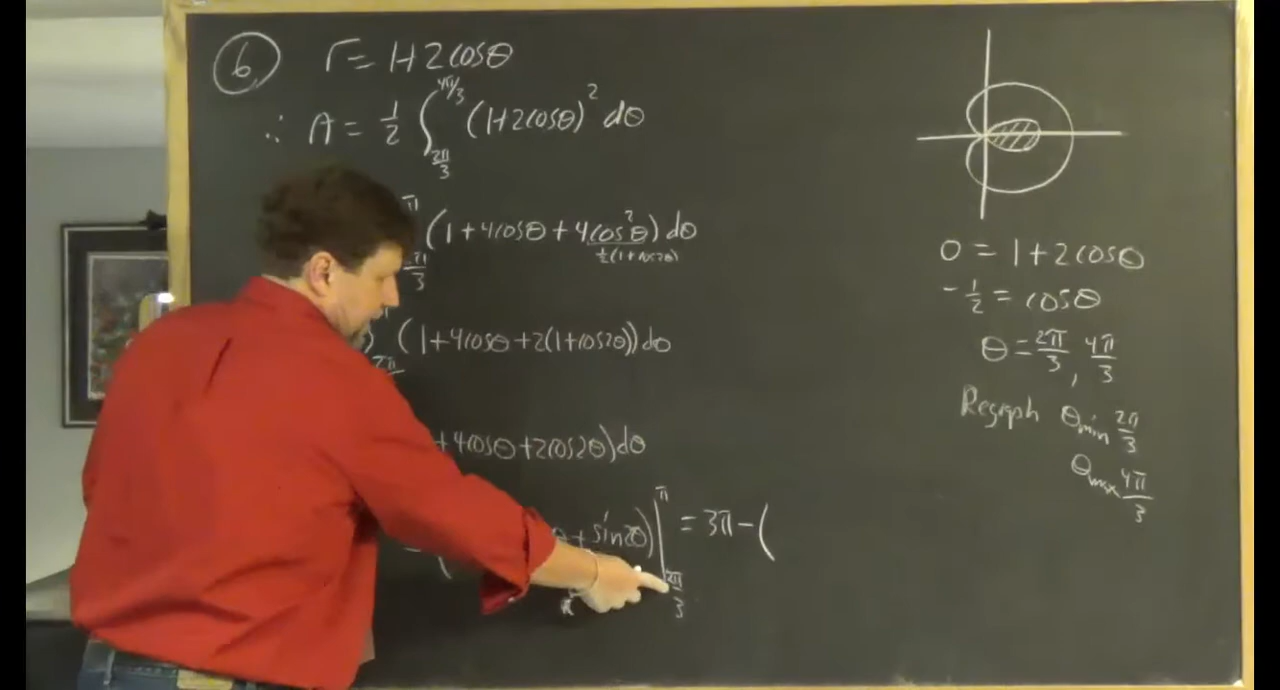 6 r = 1+2cosθ
∴ A = 1/2 ∫_{2π/3}^{4π/3} (1+2cosθ)² dθ
π 2π/3 (1+4cosθ+4cos²θ)dθ
1/2(1+cos2θ)
(1+4cosθ+2(1+cos2θ))dθ
+4cosθ+2cos2θ)dθ
θ + sin2θ)|_{2π/3}^{π} = 3π-(
0 = 1+2cosθ
-1/2 = cosθ
θ = 2π/3, 4π/3
Regraph θmin 2π/3
θmax 4π/3